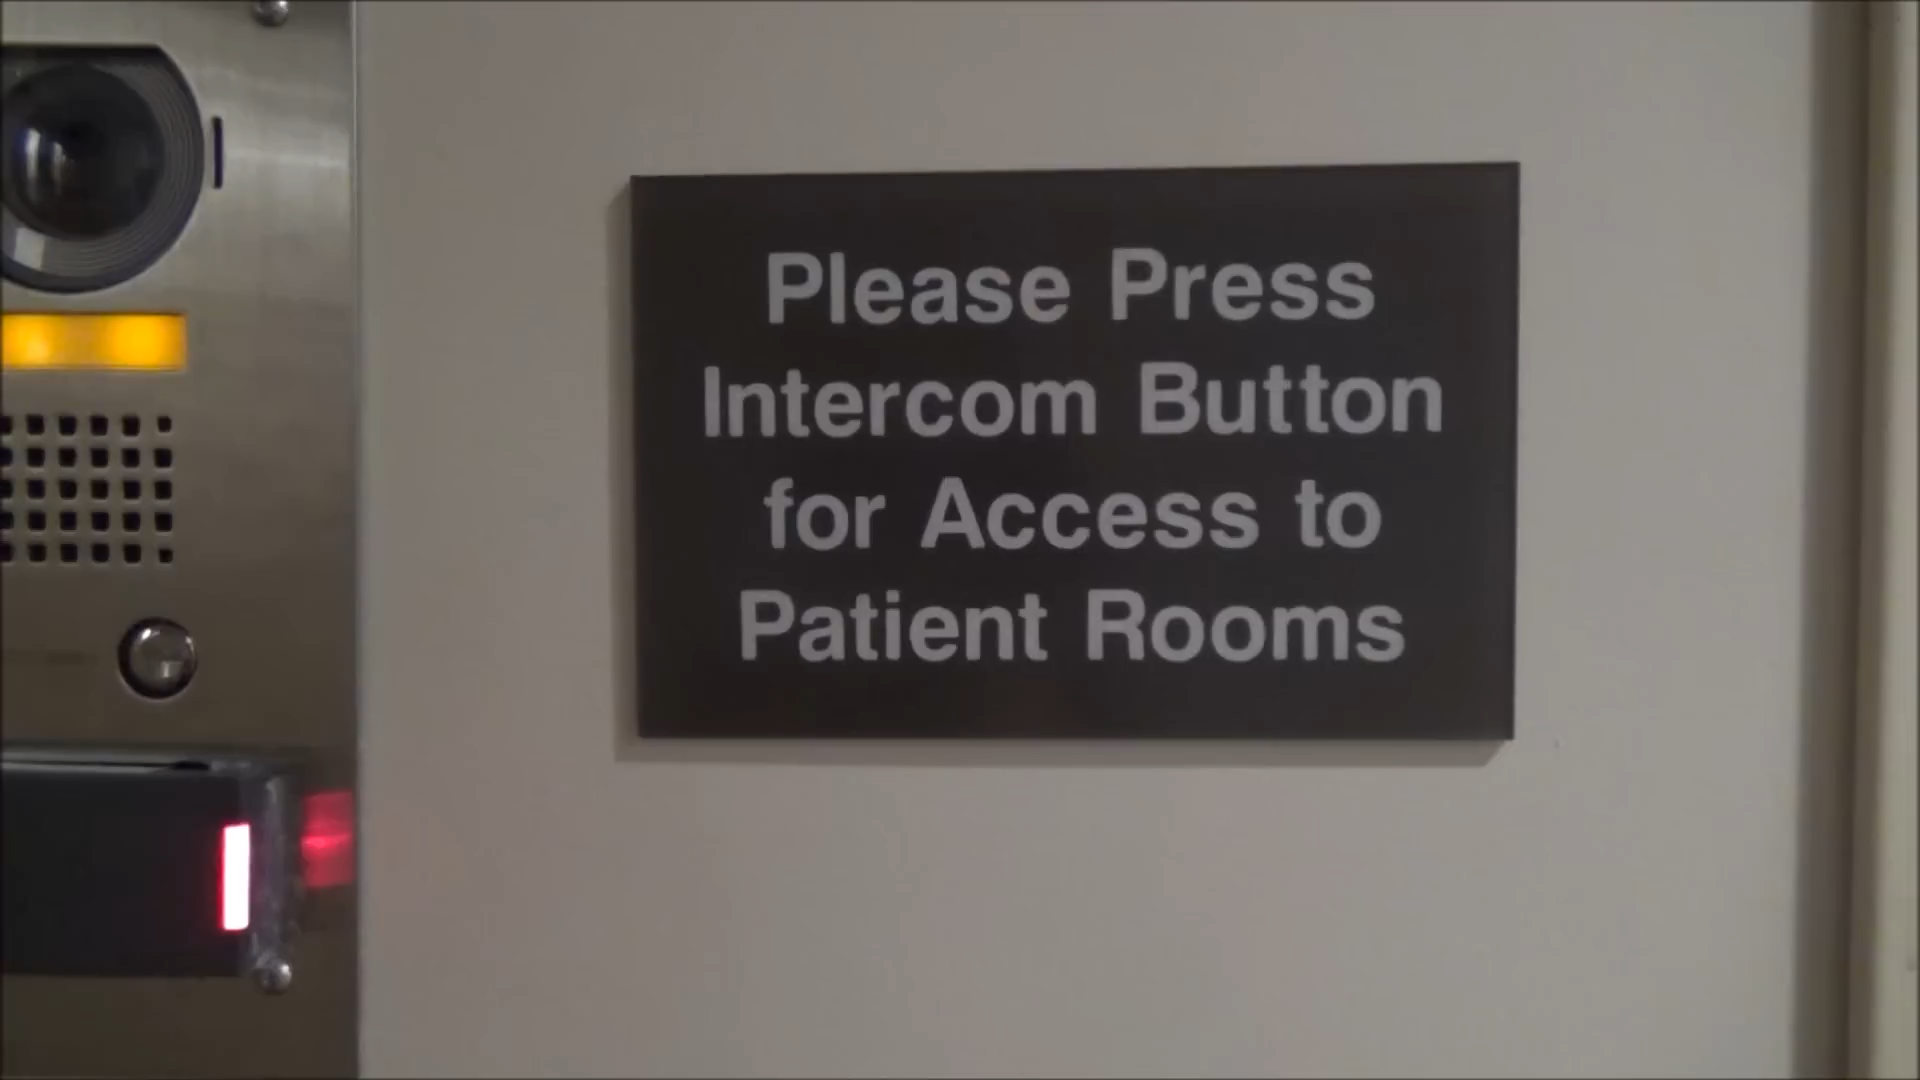 Please Press
Intercom Button
for Access to
Patient Rooms